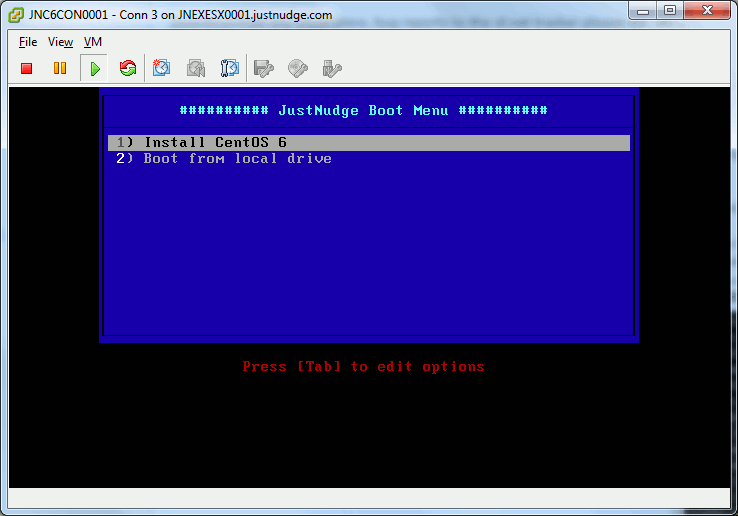 JNC6CON0001 - Conn 3 on JNEXESX0001.justnudge.com
File View VM
########## JustNudge Boot Menu ##########
1) Install CentOS 6
2) Boot from local drive
Press [Tab] to edit options